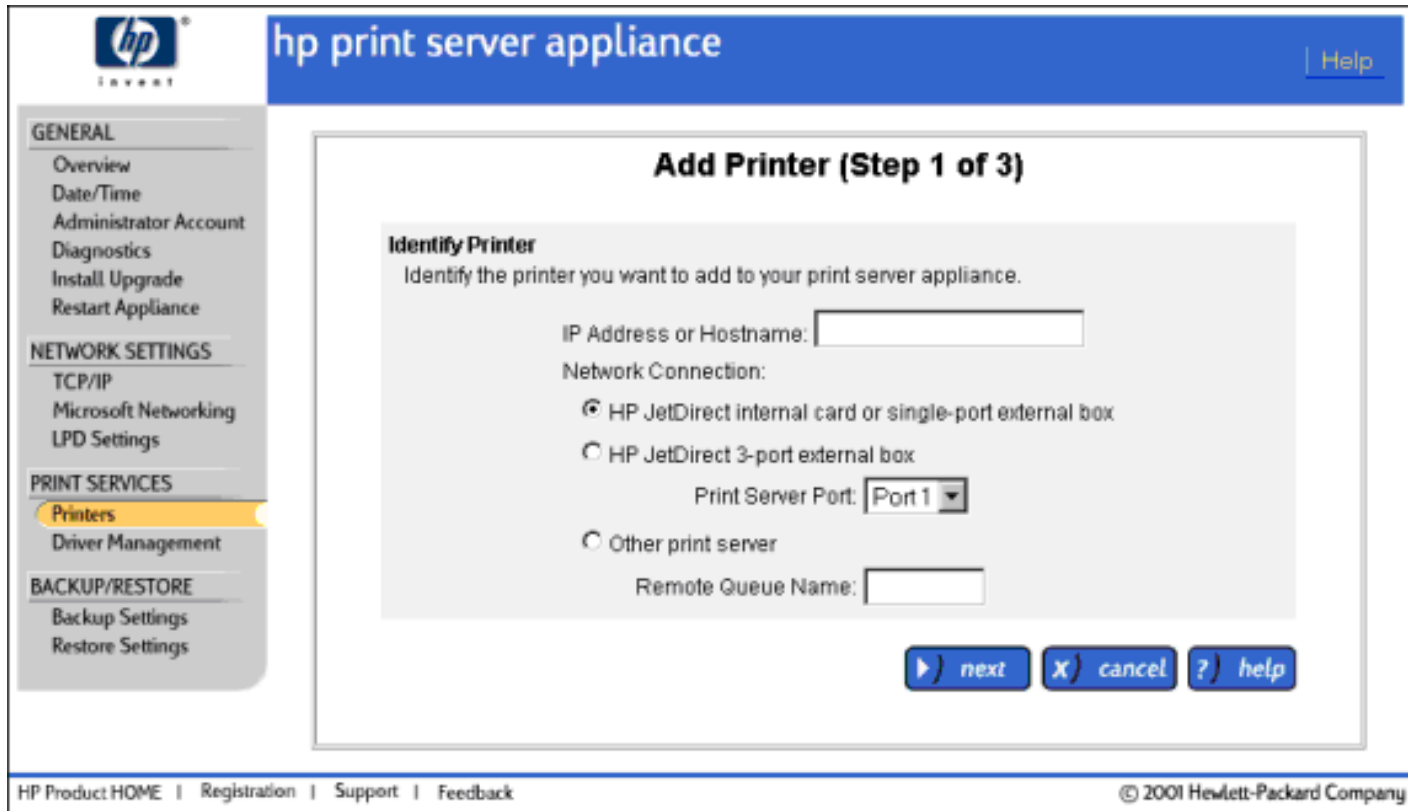 hp
invent
hp print server appliance
Help
GENERAL
Overview
Date/Time
Administrator Account
Diagnostics
Install Upgrade
Restart Appliance
NETWORK SETTINGS
TCP/IP
Microsoft Networking
LPD Settings
PRINT SERVICES
Printers
Driver Management
BACKUP/RESTORE
Backup Settings
Restore Settings
Add Printer (Step 1 of 3)
Identify Printer
Identify the printer you want to add to your print server appliance.
IP Address or Hostname:
Network Connection:
HP JetDirect internal card or single-port external box
HP JetDirect 3-port external box
Print Server Port: Port 1
Other print server
Remote Queue Name:
next x) cancel ?) help
HP Product HOME | Registration | Support | Feedback
© 2001 Hewlett-Packard Company